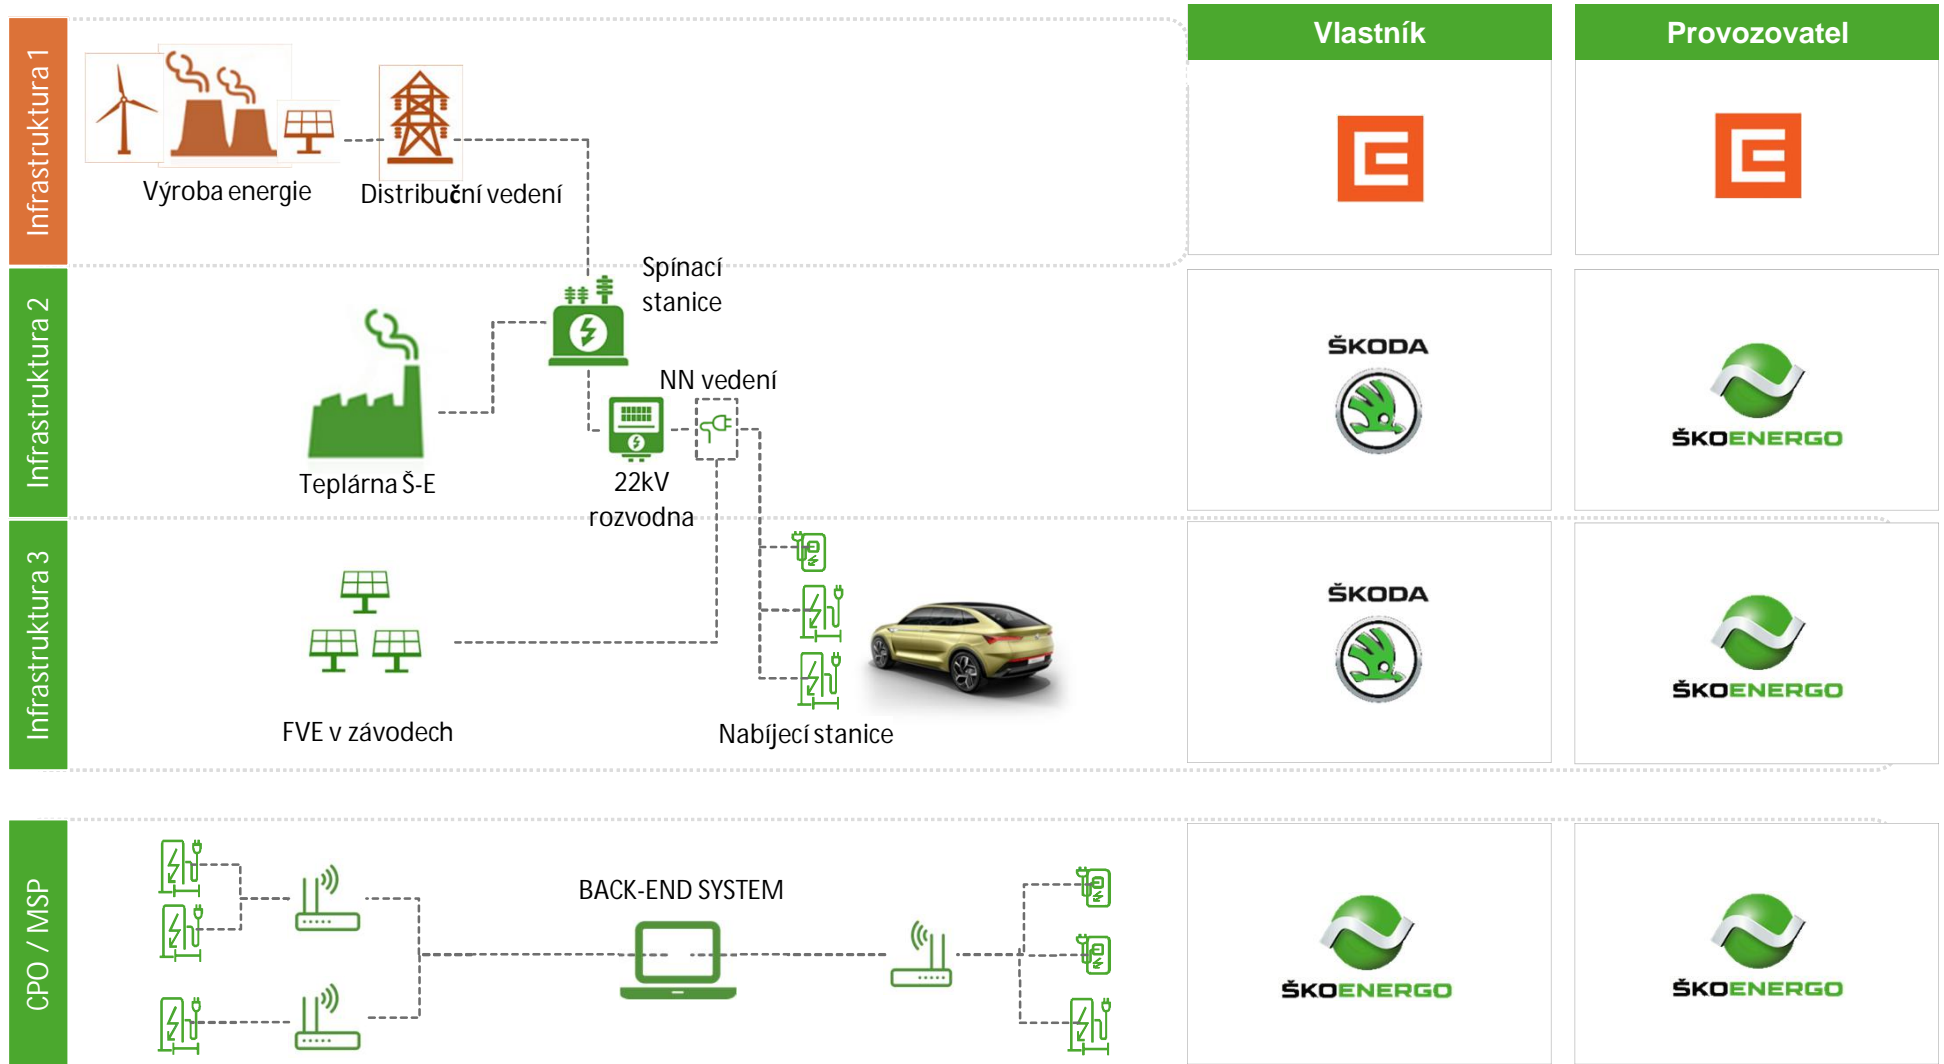 Vlastník
Provozovatel
Infrastruktura 1
Výroba energie
Distribuční vedení
Infrastruktura 2
Spínací
stanice
NN vedení
Teplárna Š-E
22kV
rozvodna
ŠKODA
ŠKOENERGO
Infrastruktura 3
FVE v závodech
Nabíjecí stanice
ŠKODA
ŠKOENERGO
CPO / MSP
BACK-END SYSTEM
ŠKOENERGO
ŠKOENERGO